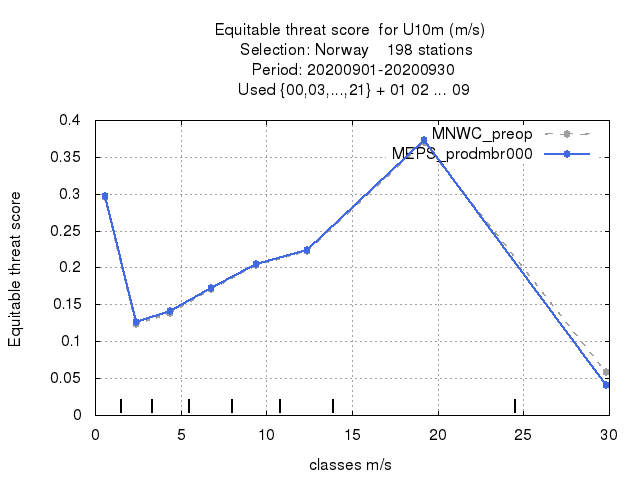 Equitable threat score for U10m (m/s)
Selection: Norway 198 stations
Period: 20200901-20200930
Used {00,03,...,21} + 01 02 ... 09
MNWC_preop
MEPS_prodmbr000
Equitable threat score
0.4
0.35
0.3
0.25
0.2
0.15
0.1
0.05
0
0 5 10 15 20 25 30
classes m/s